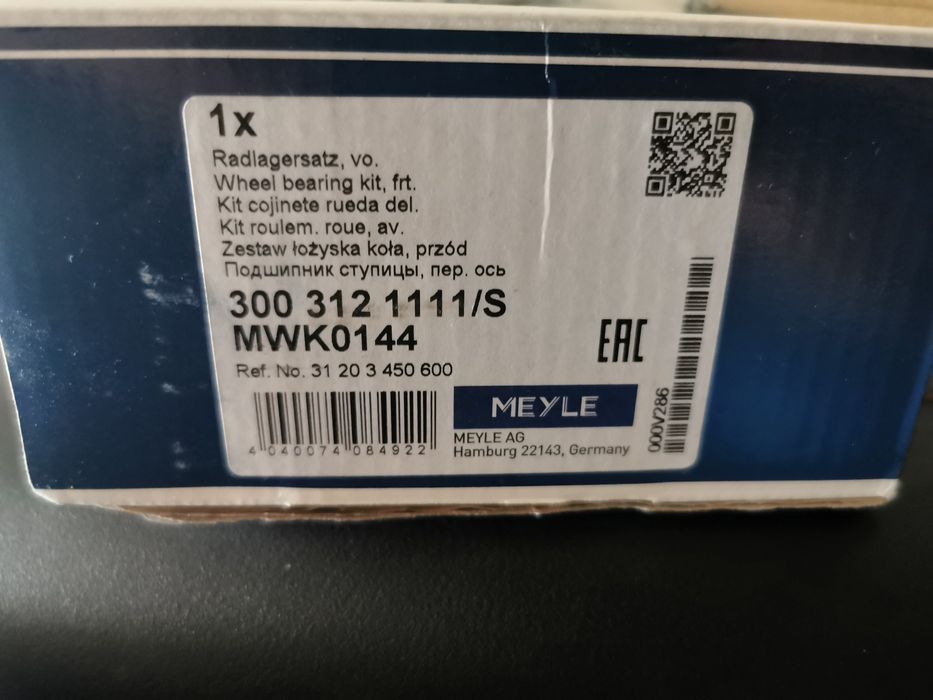 1x
Radlagersatz, vo.
Wheel bearing kit, frt.
Kit cojinete rueda del.
Kit roulem. roue, av.
Zestaw łożyska koła, przód
Подшипник ступицы, пер. ось
300 312 1111/S
MWK0144
EAC
Ref. No. 31 20 3 450 600
4 040074 084922
MEYLE
MEYLE AG
Hamburg 22143, Germany
000V286